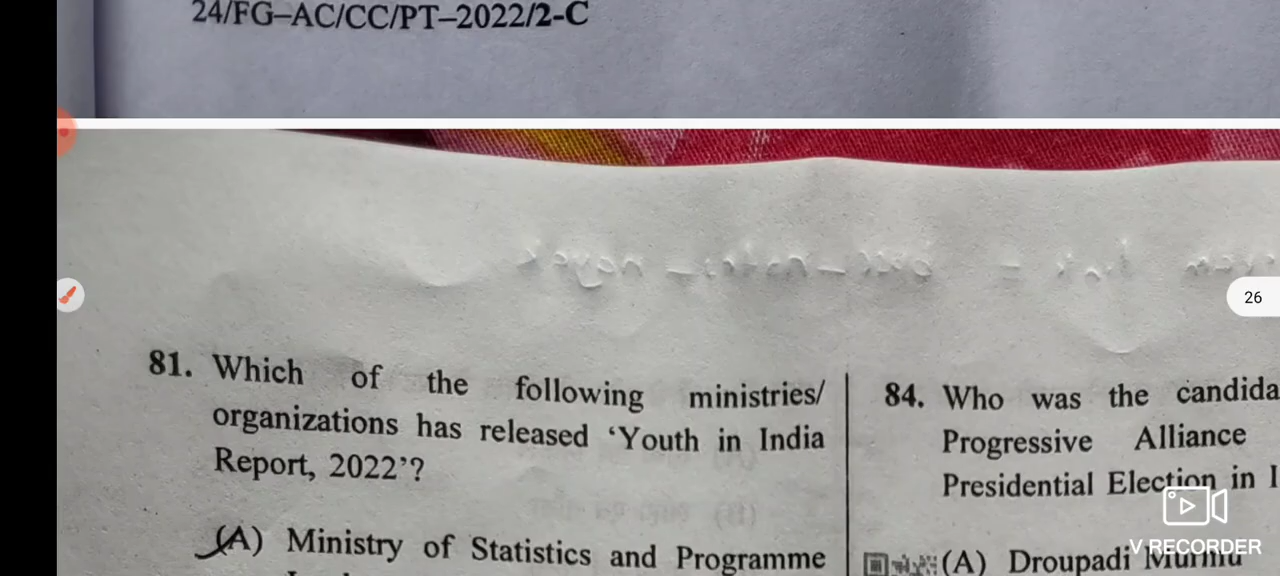 24/FG–AC/CC/PT–2022/2-C
26
81. Which of the following ministries/
organizations has released ‘Youth in India
Report, 2022’?
(A) Ministry of Statistics and Programme
84. Who was the candida
Progressive Alliance
Presidential Election in I
(A) Droupadi Murmu
V RECORDER